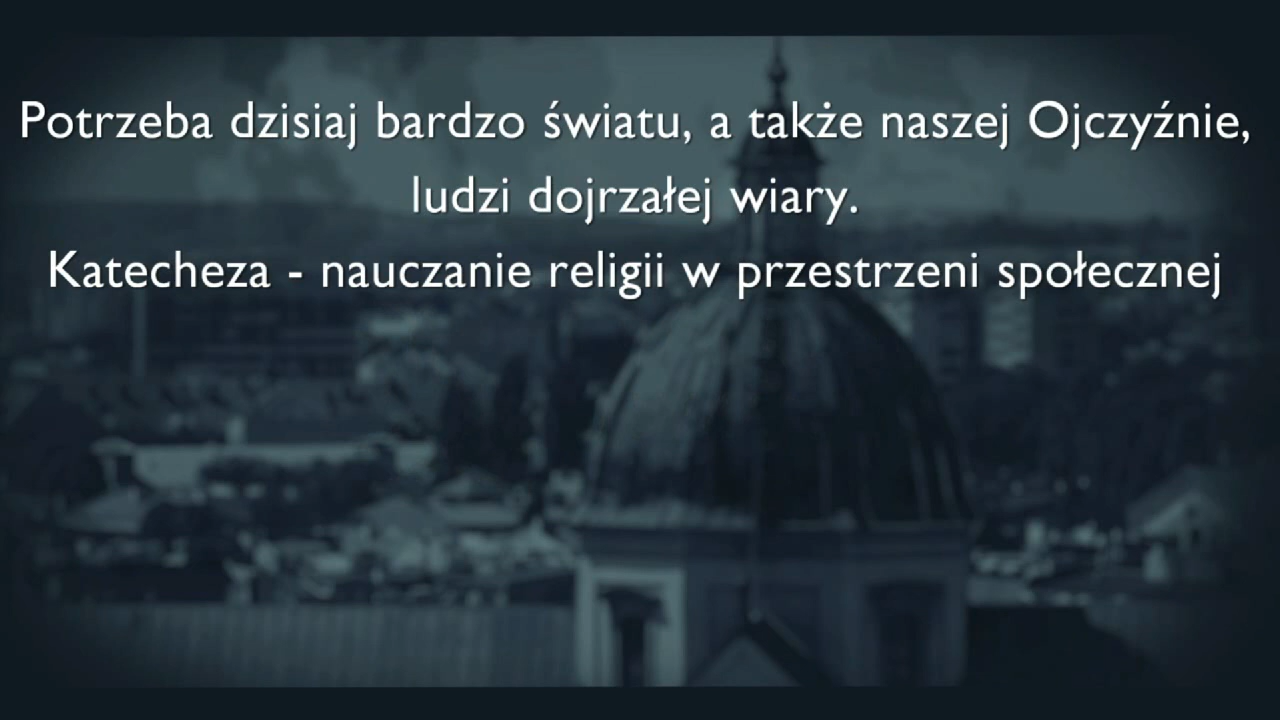 Potrzeba dzisiaj bardzo światu, a także naszej Ojczyźnie,
ludzi dojrzałej wiary.
Katecheza - nauczanie religii w przestrzeni społecznej